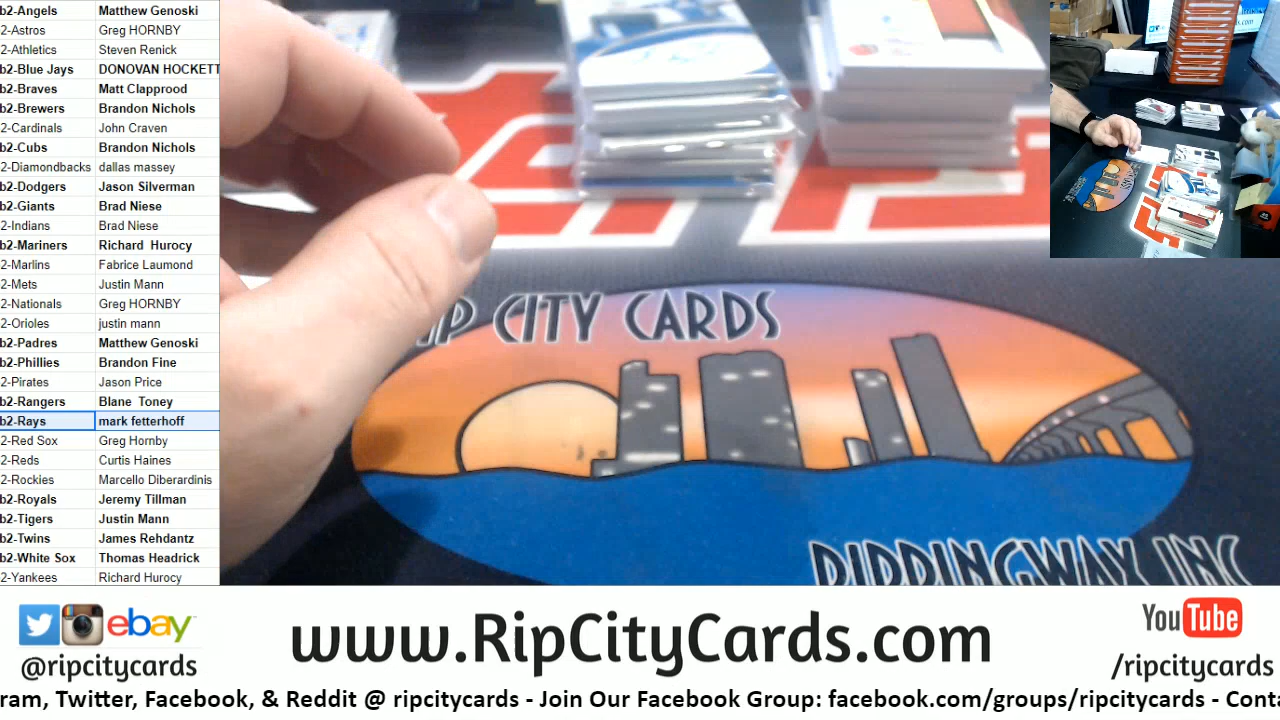 b2-Angels Matthew Genoski
2-Astros Greg HORNBY
2-Athletics Steven Renick
b2-Blue Jays DONOVAN HOCKETT
b2-Braves Matt Clapprood
b2-Brewers Brandon Nichols
2-Cardinals John Craven
b2-Cubs Brandon Nichols
2-Diamondbacks dallas massey
b2-Dodgers Jason Silverman
b2-Giants Brad Niese
2-Indians Brad Niese
b2-Mariners Richard Hurocy
2-Marlins Fabrice Laumond
2-Mets Justin Mann
2-Nationals Greg HORNBY
2-Orioles justin mann
b2-Padres Matthew Genoski
b2-Phillies Brandon Fine
2-Pirates Jason Price
b2-Rangers Blane Toney
b2-Rays mark fetterhoff
2-Red Sox Greg Hornby
2-Reds Curtis Haines
2-Rockies Marcello Diberardinis
b2-Royals Jeremy Tillman
b2-Tigers Justin Mann
b2-Twins James Rehdantz
b2-White Sox Thomas Headrick
2-Yankees Richard Hurocy
IP CITY CARDS
RIPPINGWAX INC
ebay
@ripcitycards
www.RipCityCards.com
YouTube
/ripcitycards
ram, Twitter, Facebook, & Reddit @ ripcitycards - Join Our Facebook Group: facebook.com/groups/ripcitycards - Conta